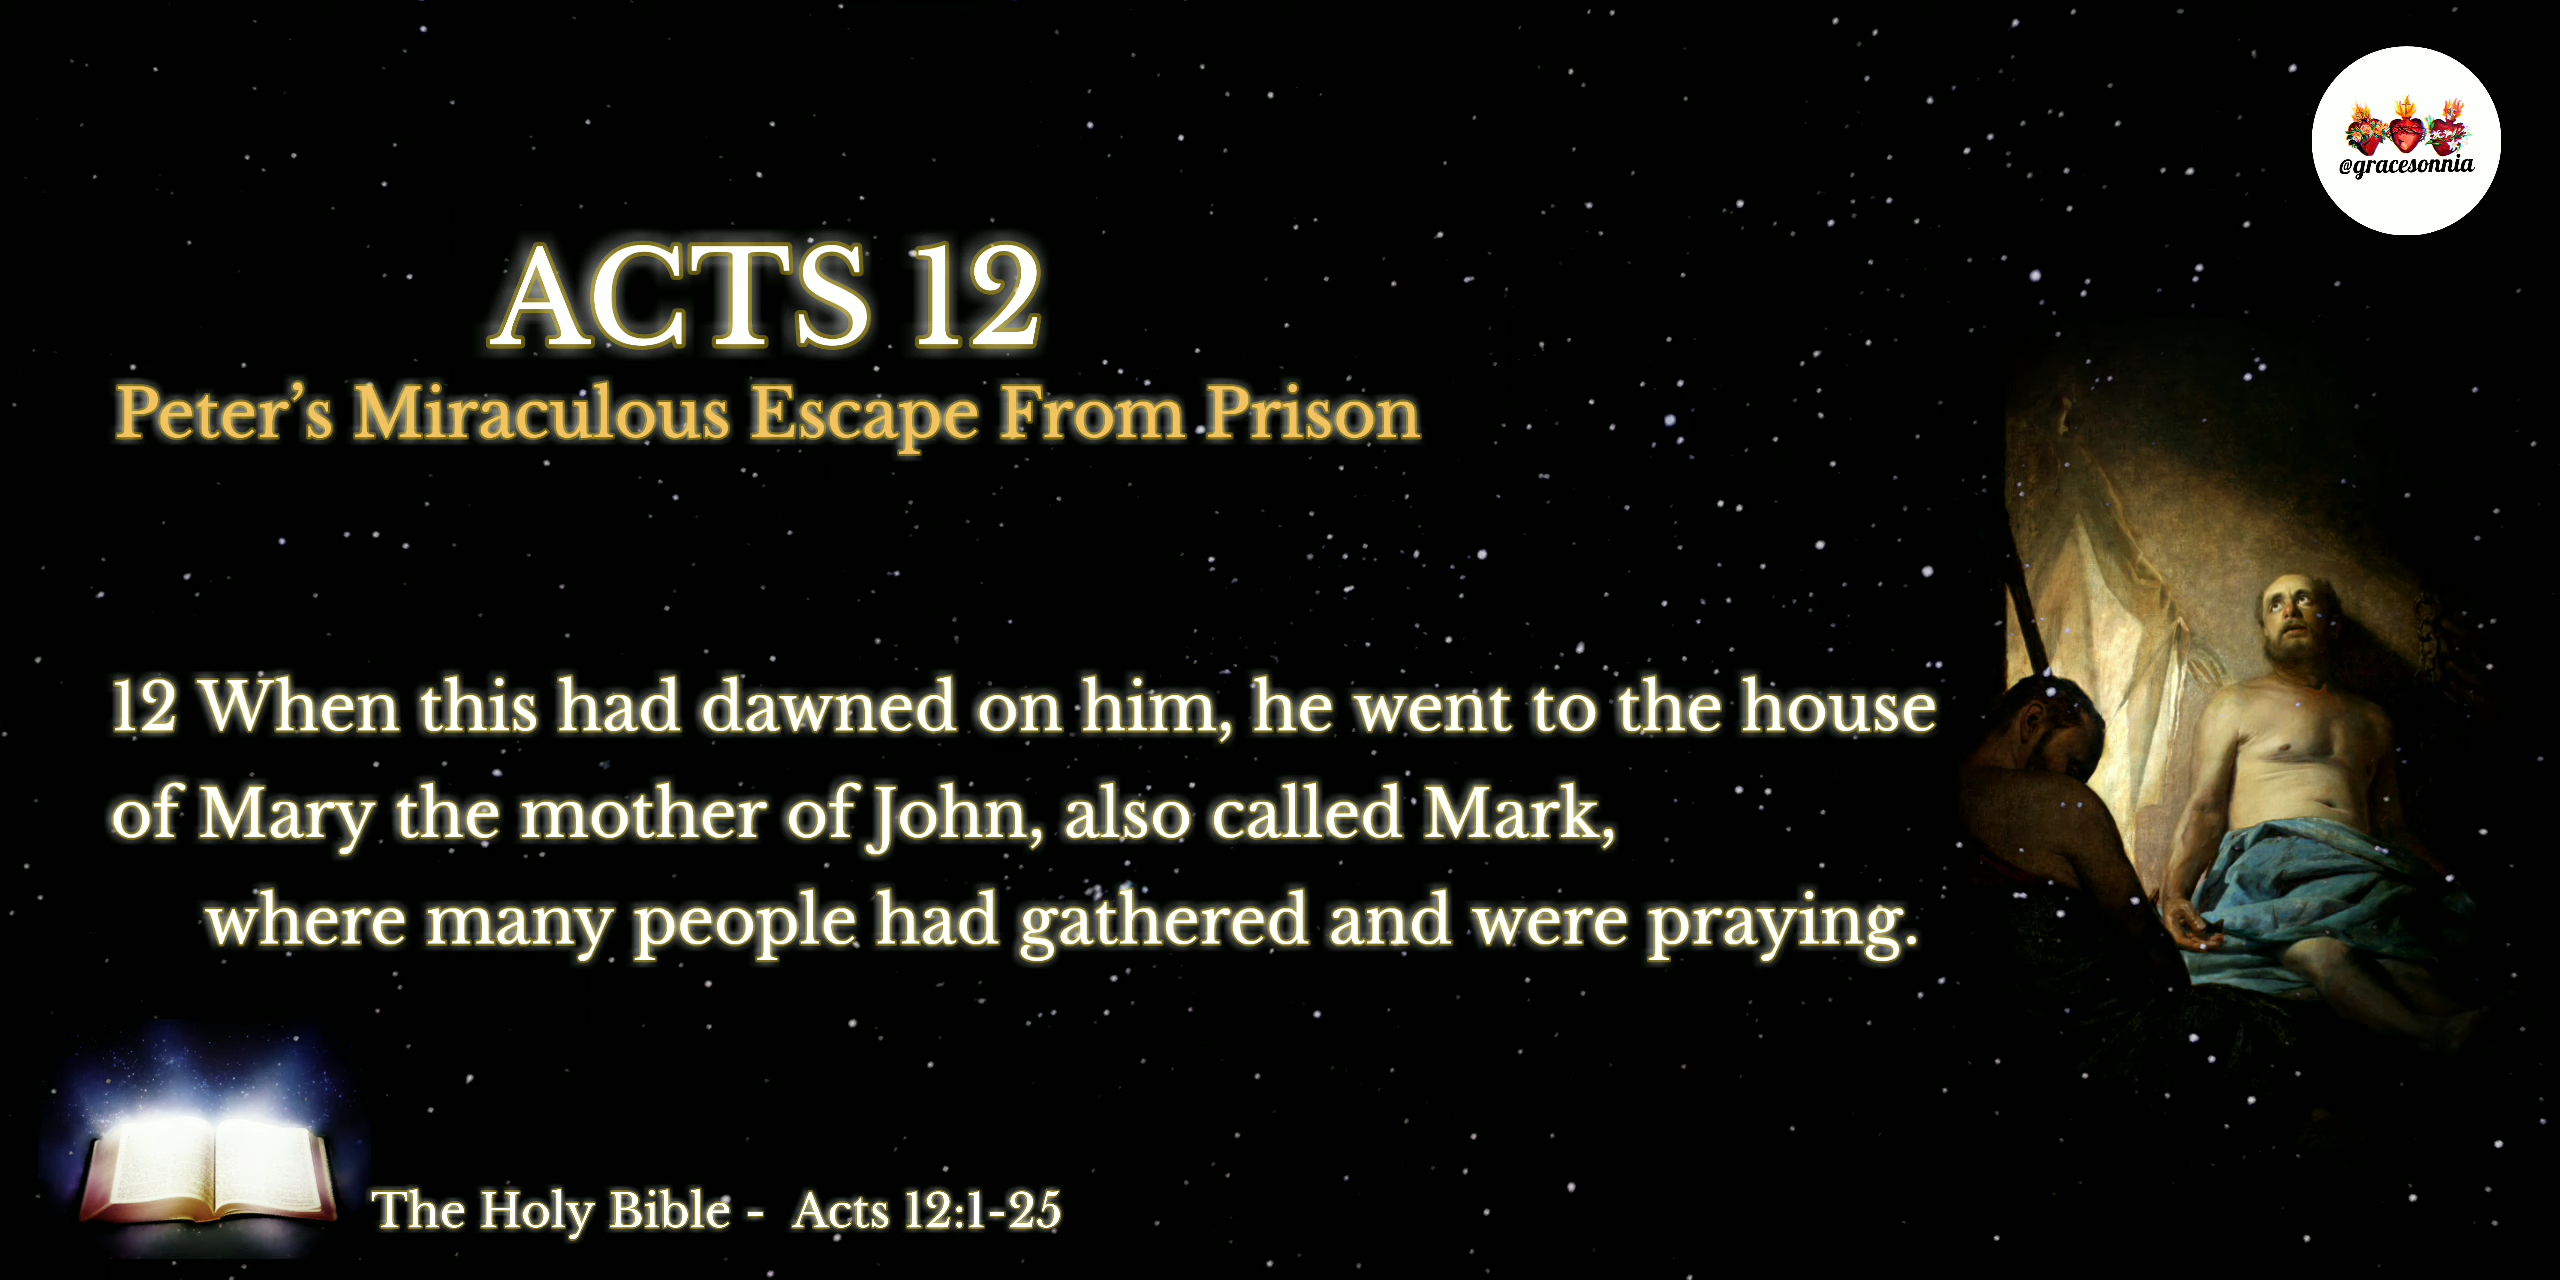 @gracesonnia
ACTS 12
Peter’s Miraculous Escape From Prison
12 When this had dawned on him, he went to the house
of Mary the mother of John, also called Mark,
where many people had gathered and were praying.
The Holy Bible - Acts 12:1-25